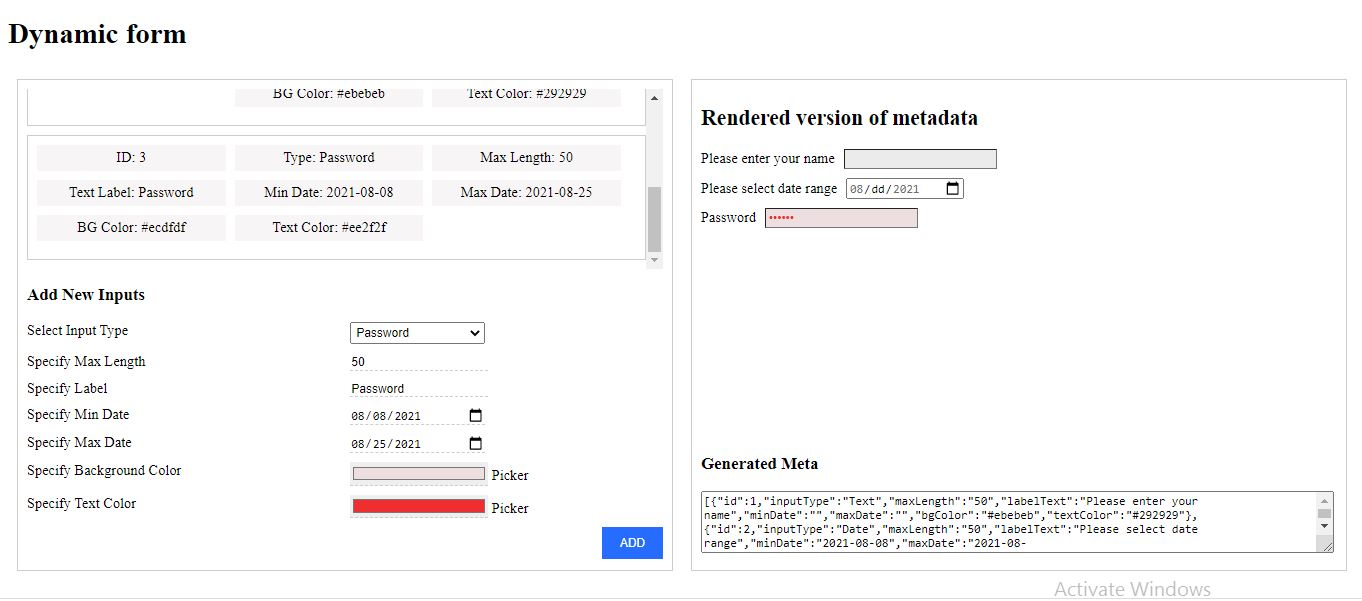 Dynamic form
BG Color: #ebebeb Text Color: #292929
ID: 3 Type: Password Max Length: 50
Text Label: Password Min Date: 2021-08-08 Max Date: 2021-08-25
BG Color: #ecdfdf Text Color: #ee2f2f
Add New Inputs
Select Input Type Password
Specify Max Length 50
Specify Label Password
Specify Min Date 08/08/2021
Specify Max Date 08/25/2021
Specify Background Color Picker
Specify Text Color Picker
ADD
Rendered version of metadata
Please enter your name
Please select date range 08/dd/2021
Password ••••••
Generated Meta
[{"id":1,"inputType":"Text","maxLength":"50","labelText":"Please enter your
name","minDate":"","maxDate":"","bgColor":"#ebebeb","textColor":"#292929"},
{"id":2,"inputType":"Date","maxLength":"50","labelText":"Please select date
range","minDate":"2021-08-08","maxDate":"2021-08-
Activate Windows